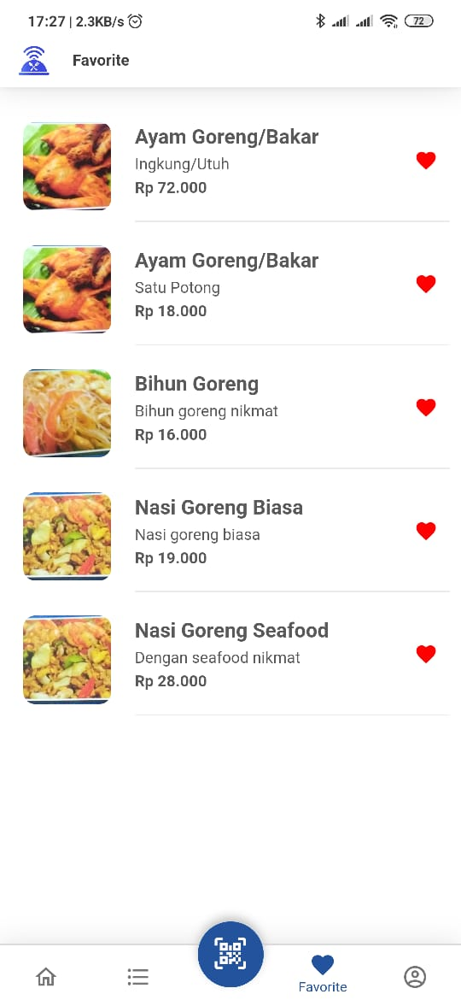 17:27 | 2.3KB/s
72
Favorite
Ayam Goreng/Bakar
Ingkung/Utuh
Rp 72.000
Ayam Goreng/Bakar
Satu Potong
Rp 18.000
Bihun Goreng
Bihun goreng nikmat
Rp 16.000
Nasi Goreng Biasa
Nasi goreng biasa
Rp 19.000
Nasi Goreng Seafood
Dengan seafood nikmat
Rp 28.000
Favorite